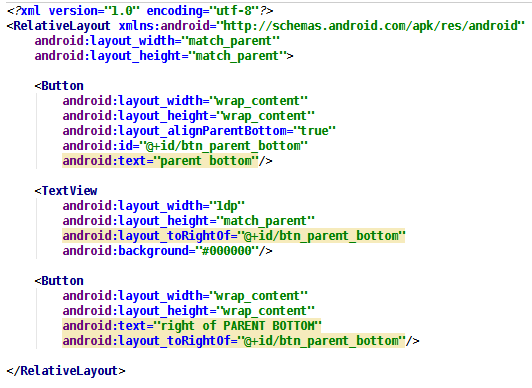 <?xml version="1.0" encoding="utf-8"?>
<RelativeLayout xmlns:android="http://schemas.android.com/apk/res/android"
    android:layout_width="match_parent"
    android:layout_height="match_parent">

    <Button
        android:layout_width="wrap_content"
        android:layout_height="wrap_content"
        android:layout_alignParentBottom="true"
        android:id="@+id/btn_parent_bottom"
        android:text="parent bottom"/>

    <TextView
        android:layout_width="1dp"
        android:layout_height="match_parent"
        android:layout_toRightOf="@+id/btn_parent_bottom"
        android:background="#000000"/>

    <Button
        android:layout_width="wrap_content"
        android:layout_height="wrap_content"
        android:text="right of PARENT BOTTOM"
        android:layout_toRightOf="@+id/btn_parent_bottom"/>

</RelativeLayout>